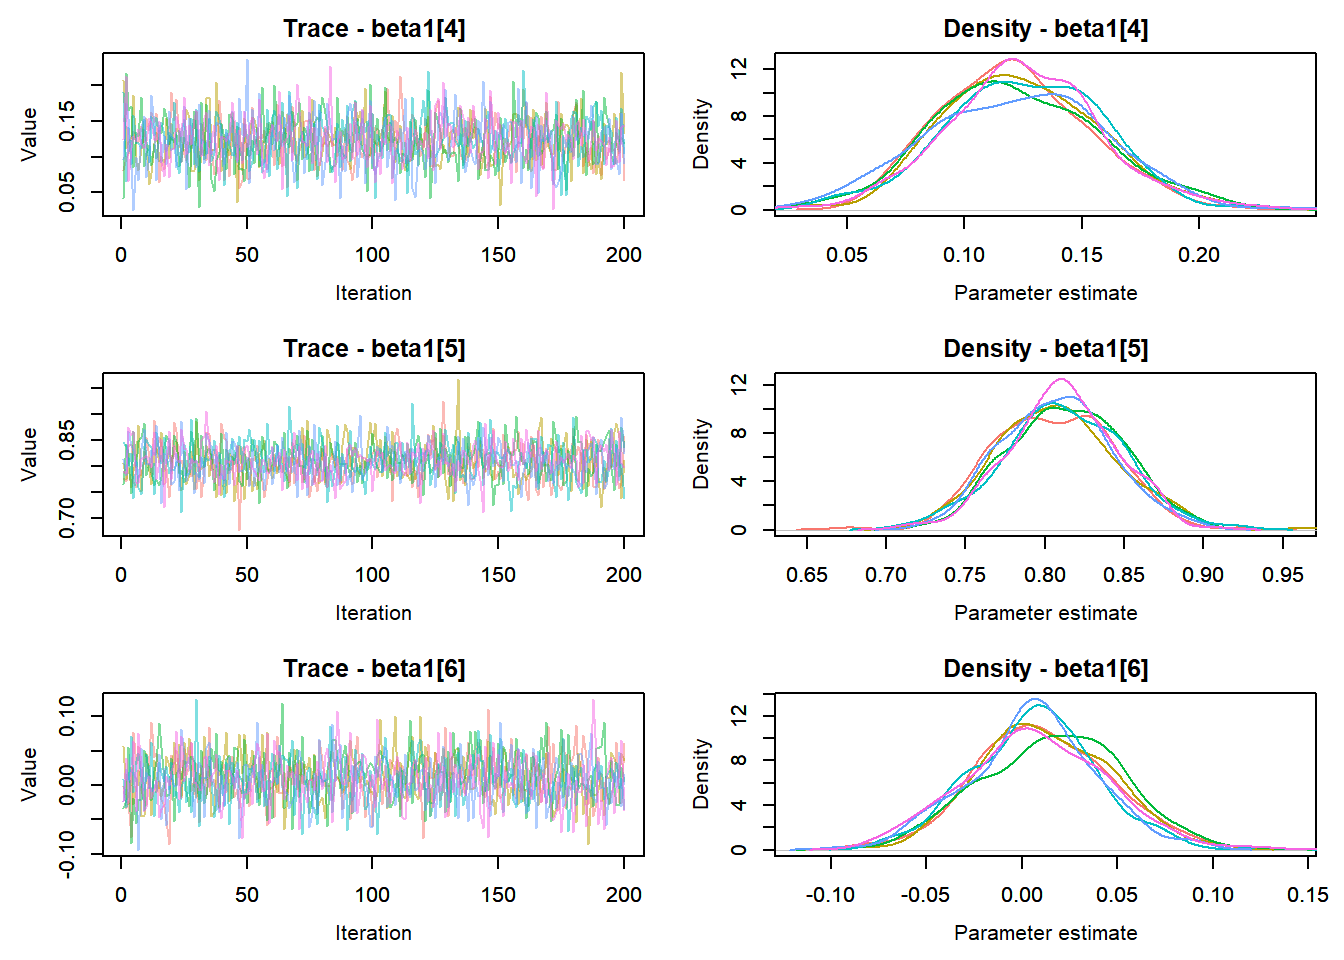 Trace - beta1[4]
Value
0.05 0.15
0 50 100 150 200
Iteration
Density - beta1[4]
Density
0 4 8 12
0.05 0.10 0.15 0.20
Parameter estimate
Trace - beta1[5]
Value
0.70 0.85
0 50 100 150 200
Iteration
Density - beta1[5]
Density
0 4 8 12
0.65 0.70 0.75 0.80 0.85 0.90 0.95
Parameter estimate
Trace - beta1[6]
Value
-0.10 0.00 0.10
0 50 100 150 200
Iteration
Density - beta1[6]
Density
0 4 8 12
-0.10 -0.05 0.00 0.05 0.10 0.15
Parameter estimate